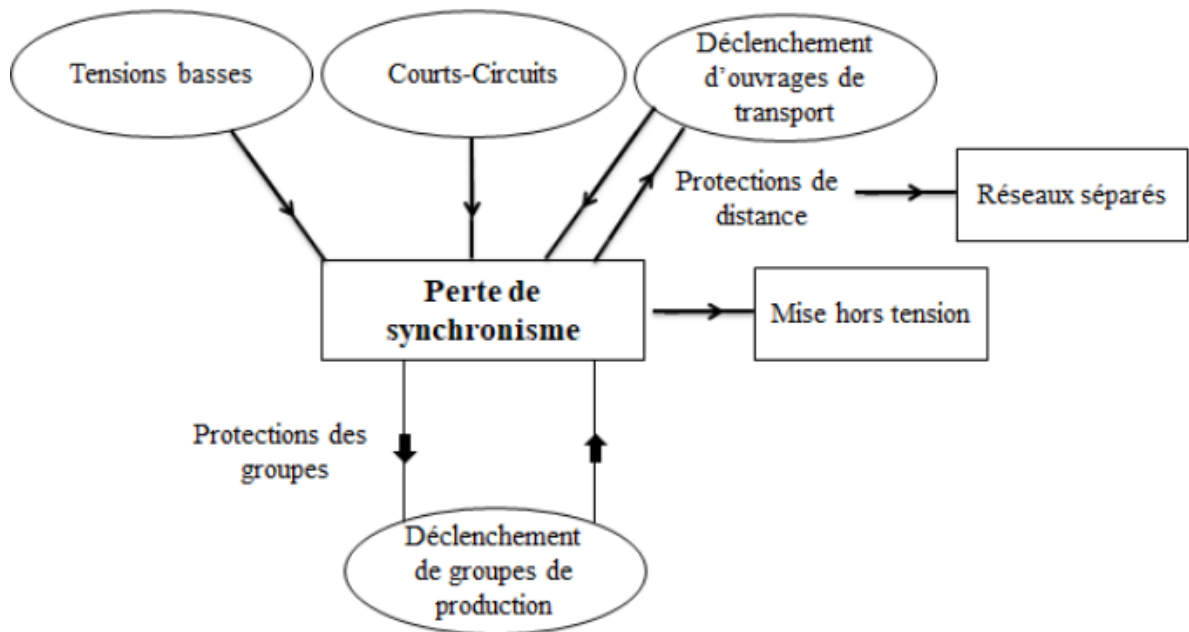 Tensions basses
Courts-Circuits
Déclenchement
d'ouvrages de
transport
Protections de
distance
Réseaux séparés
Perte de
synchronisme
Mise hors tension
Protections des
groupes
Déclenchement
de groupes de
production